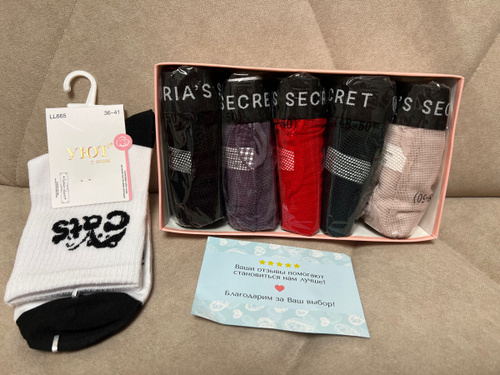 LL665
36-41
УЮТ
Cats
RIA'S
SECRET
SECRET
CRET
'S SEC
★★★★★
Ваши отзывы помогают
становиться нам лучше!
Благодарим за Ваш выбор!